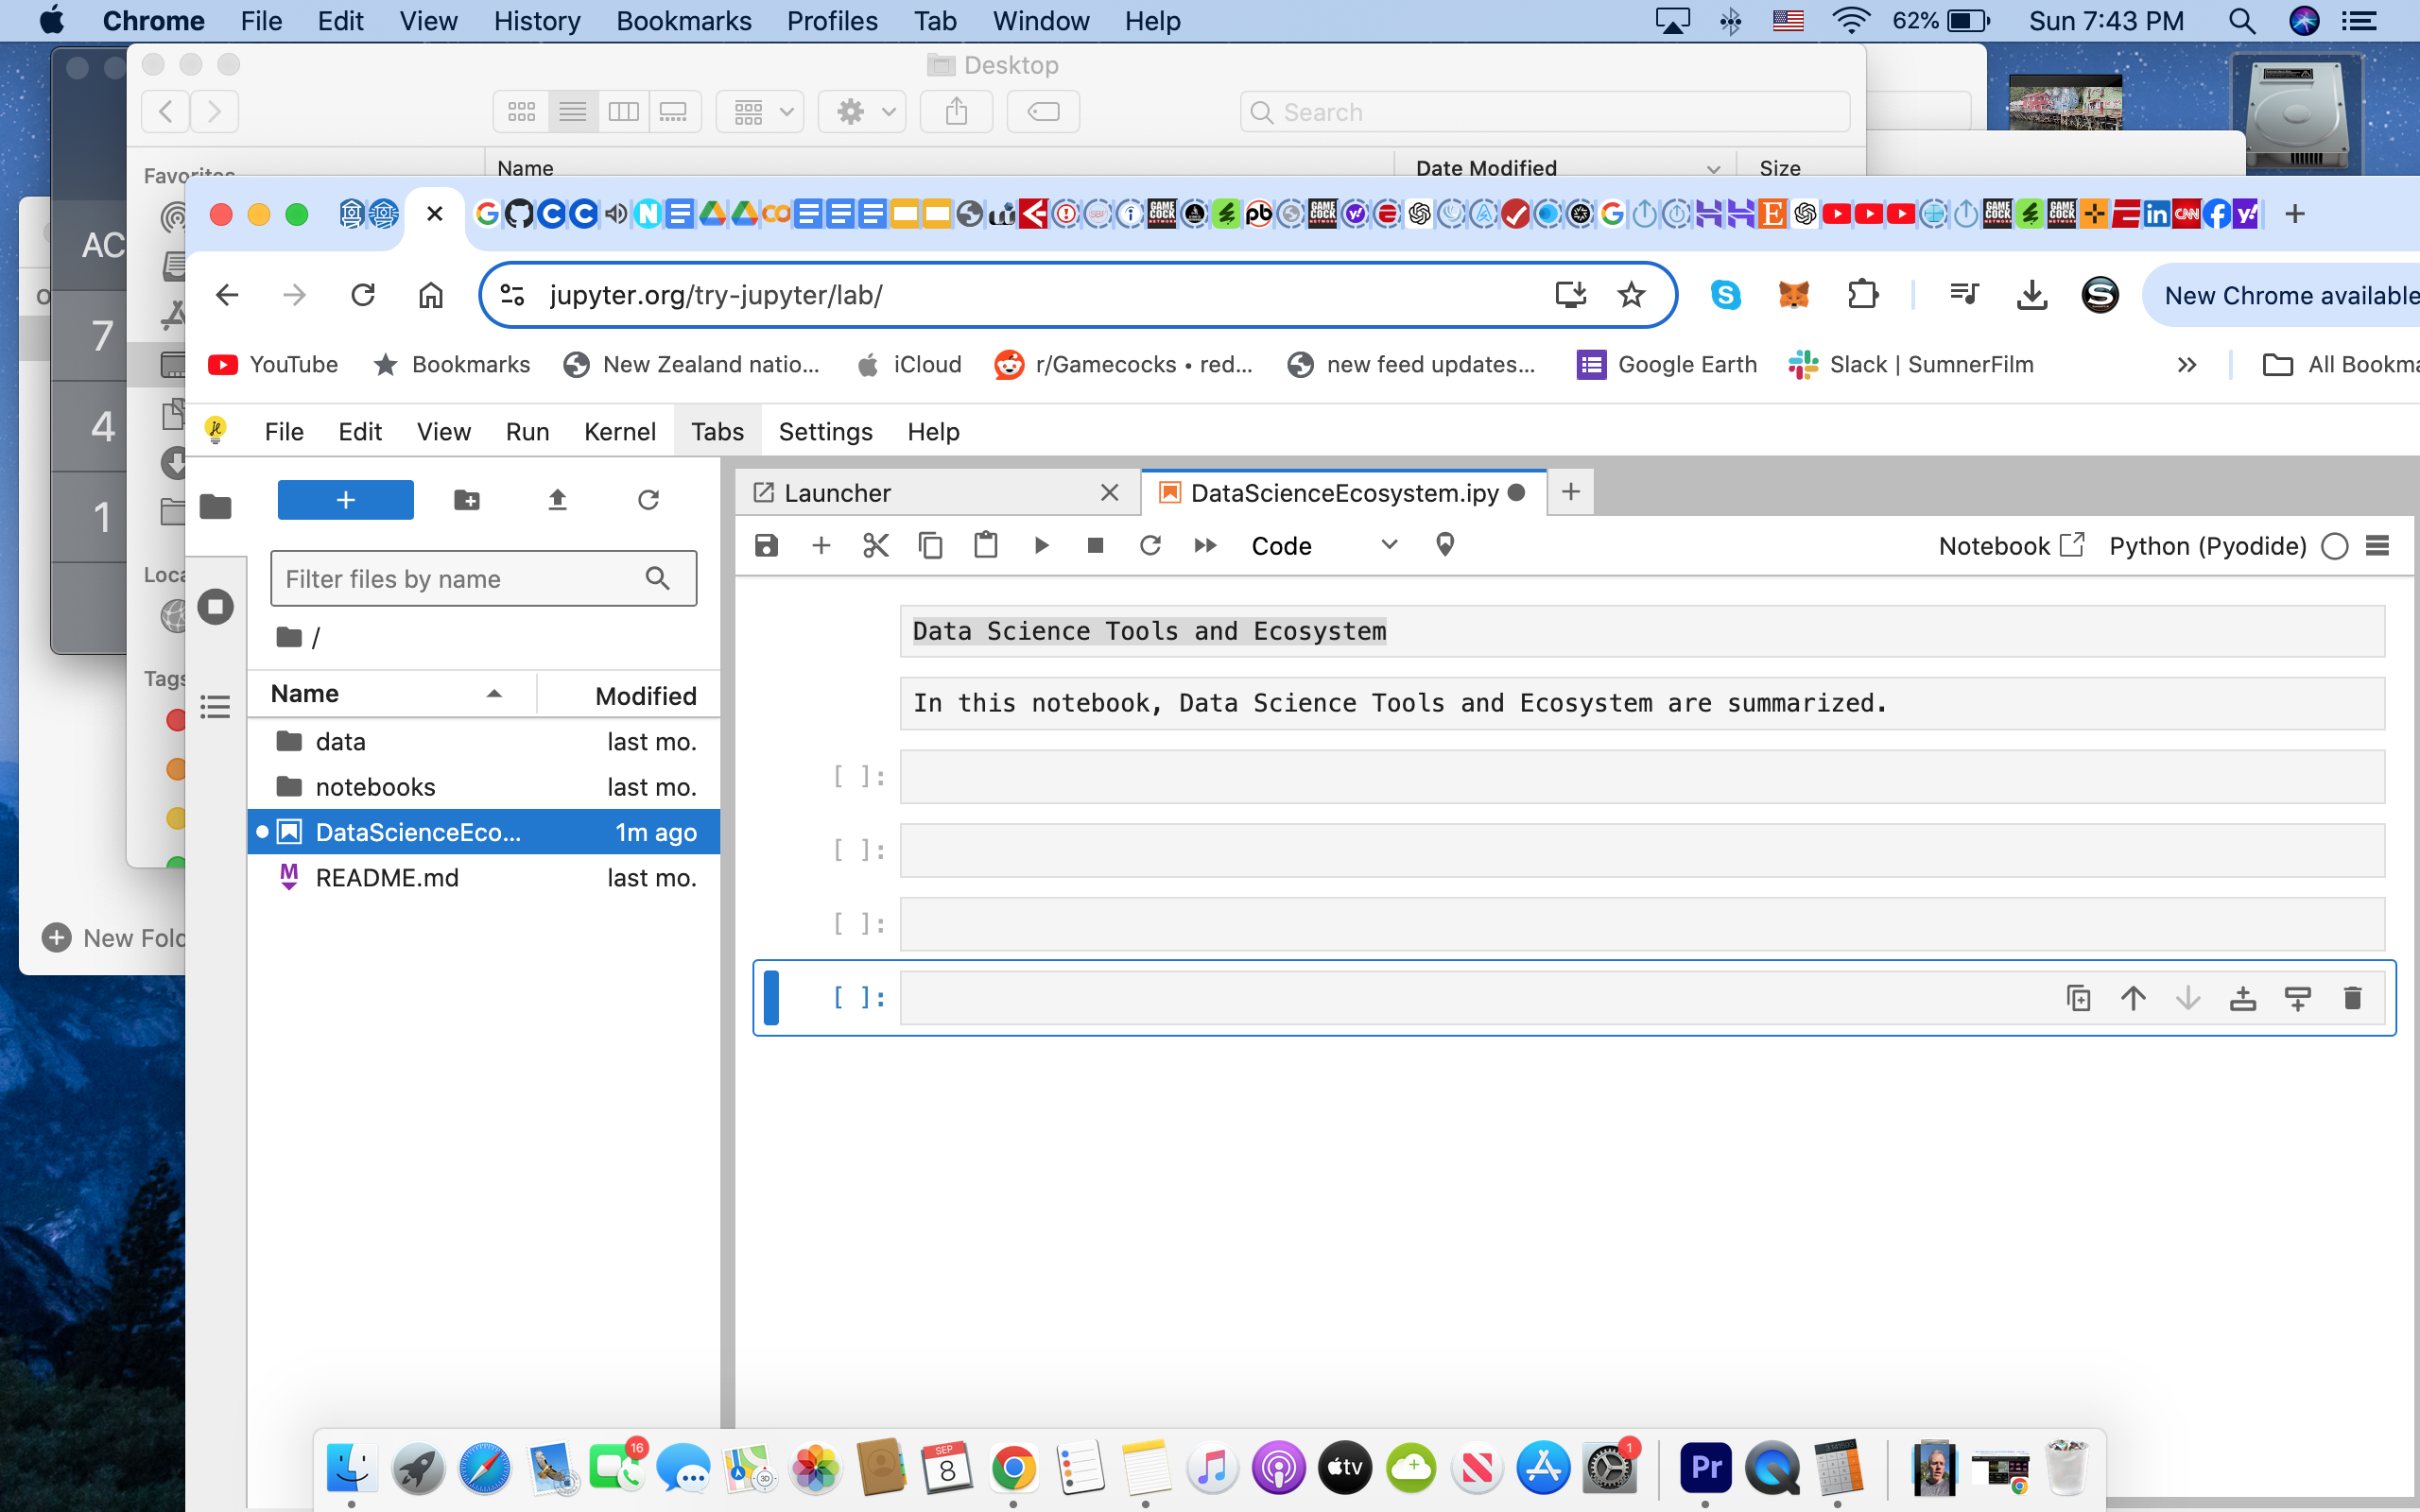 Chrome File Edit View History Bookmarks Profiles Tab Window Help 62% Sun 7:43 PM
Desktop
Search
Favorites Name Date Modified Size
AC
jupyter.org/try-jupyter/lab/ New Chrome available
7
YouTube Bookmarks New Zealand natio... iCloud r/Gamecocks • red... new feed updates... Google Earth Slack | SumnerFilm » All Bookma
4
File Edit View Run Kernel Tabs Settings Help
1
+ Launcher DataScienceEcosystem.ipy
Code Notebook Python (Pyodide)
Loca
Filter files by name
/
Data Science Tools and Ecosystem
Tags
Name Modified
In this notebook, Data Science Tools and Ecosystem are summarized.
data last mo.
notebooks last mo.
[ ]:
DataScienceEco... 1m ago
[ ]:
README.md last mo.
[ ]:
New Fold
[ ]:
16
SEP
8
3D
tv
1
Pr